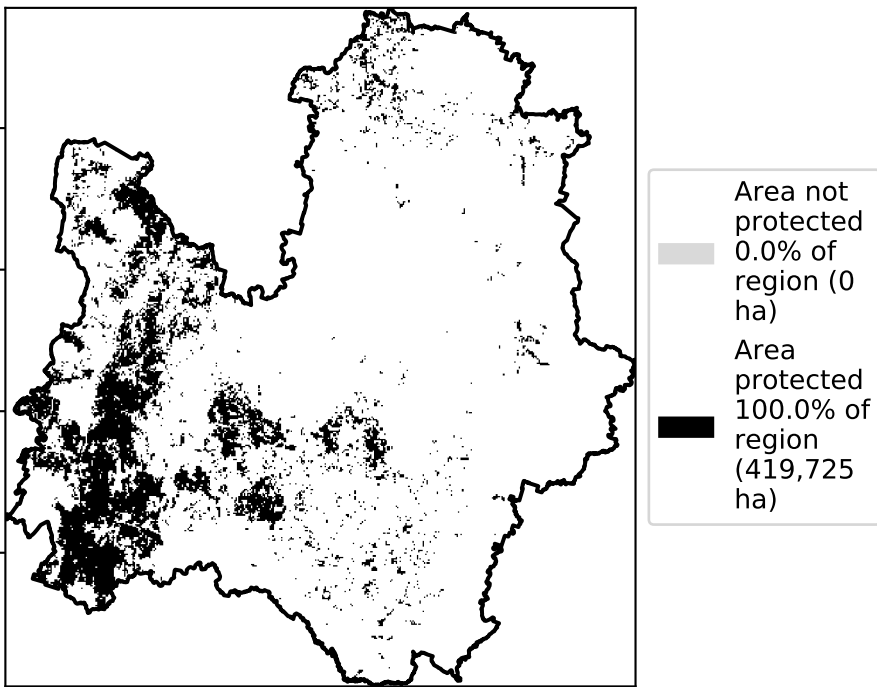 Area not
protected
0.0% of
region (0
ha)
Area
protected
100.0% of
region
(419,725
ha)